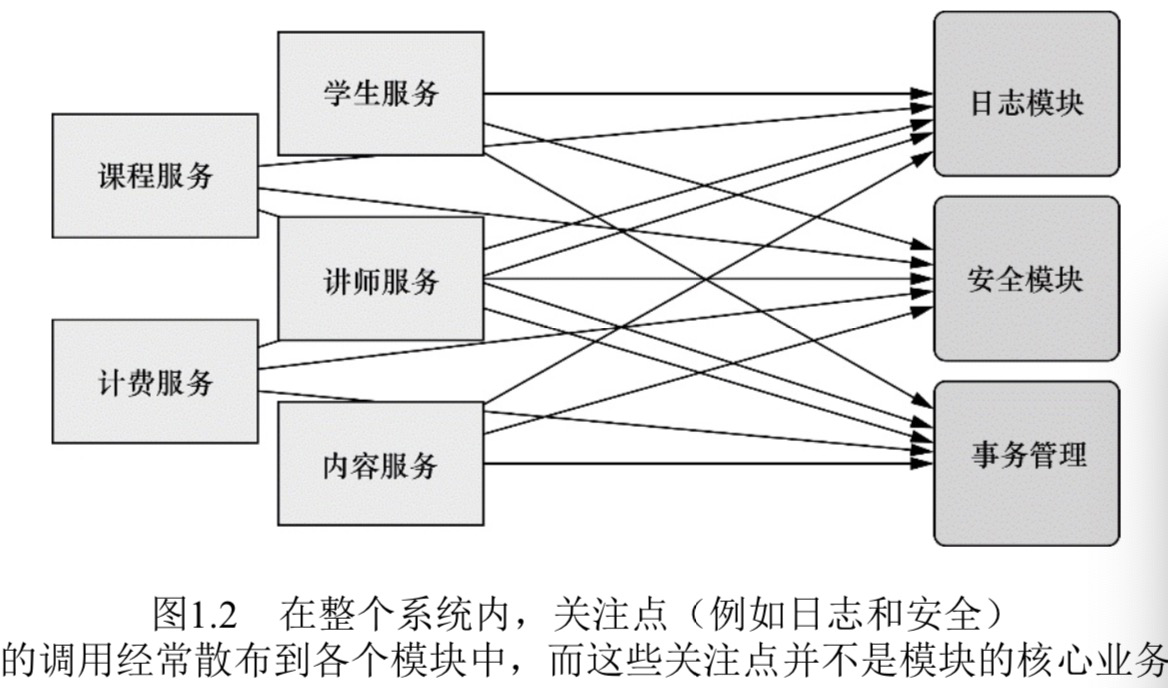 学生服务
日志模块
课程服务
讲师服务
安全模块
计费服务
内容服务
事务管理
图1.2 在整个系统内，关注点（例如日志和安全）
的调用经常散布到各个模块中，而这些关注点并不是模块的核心业务